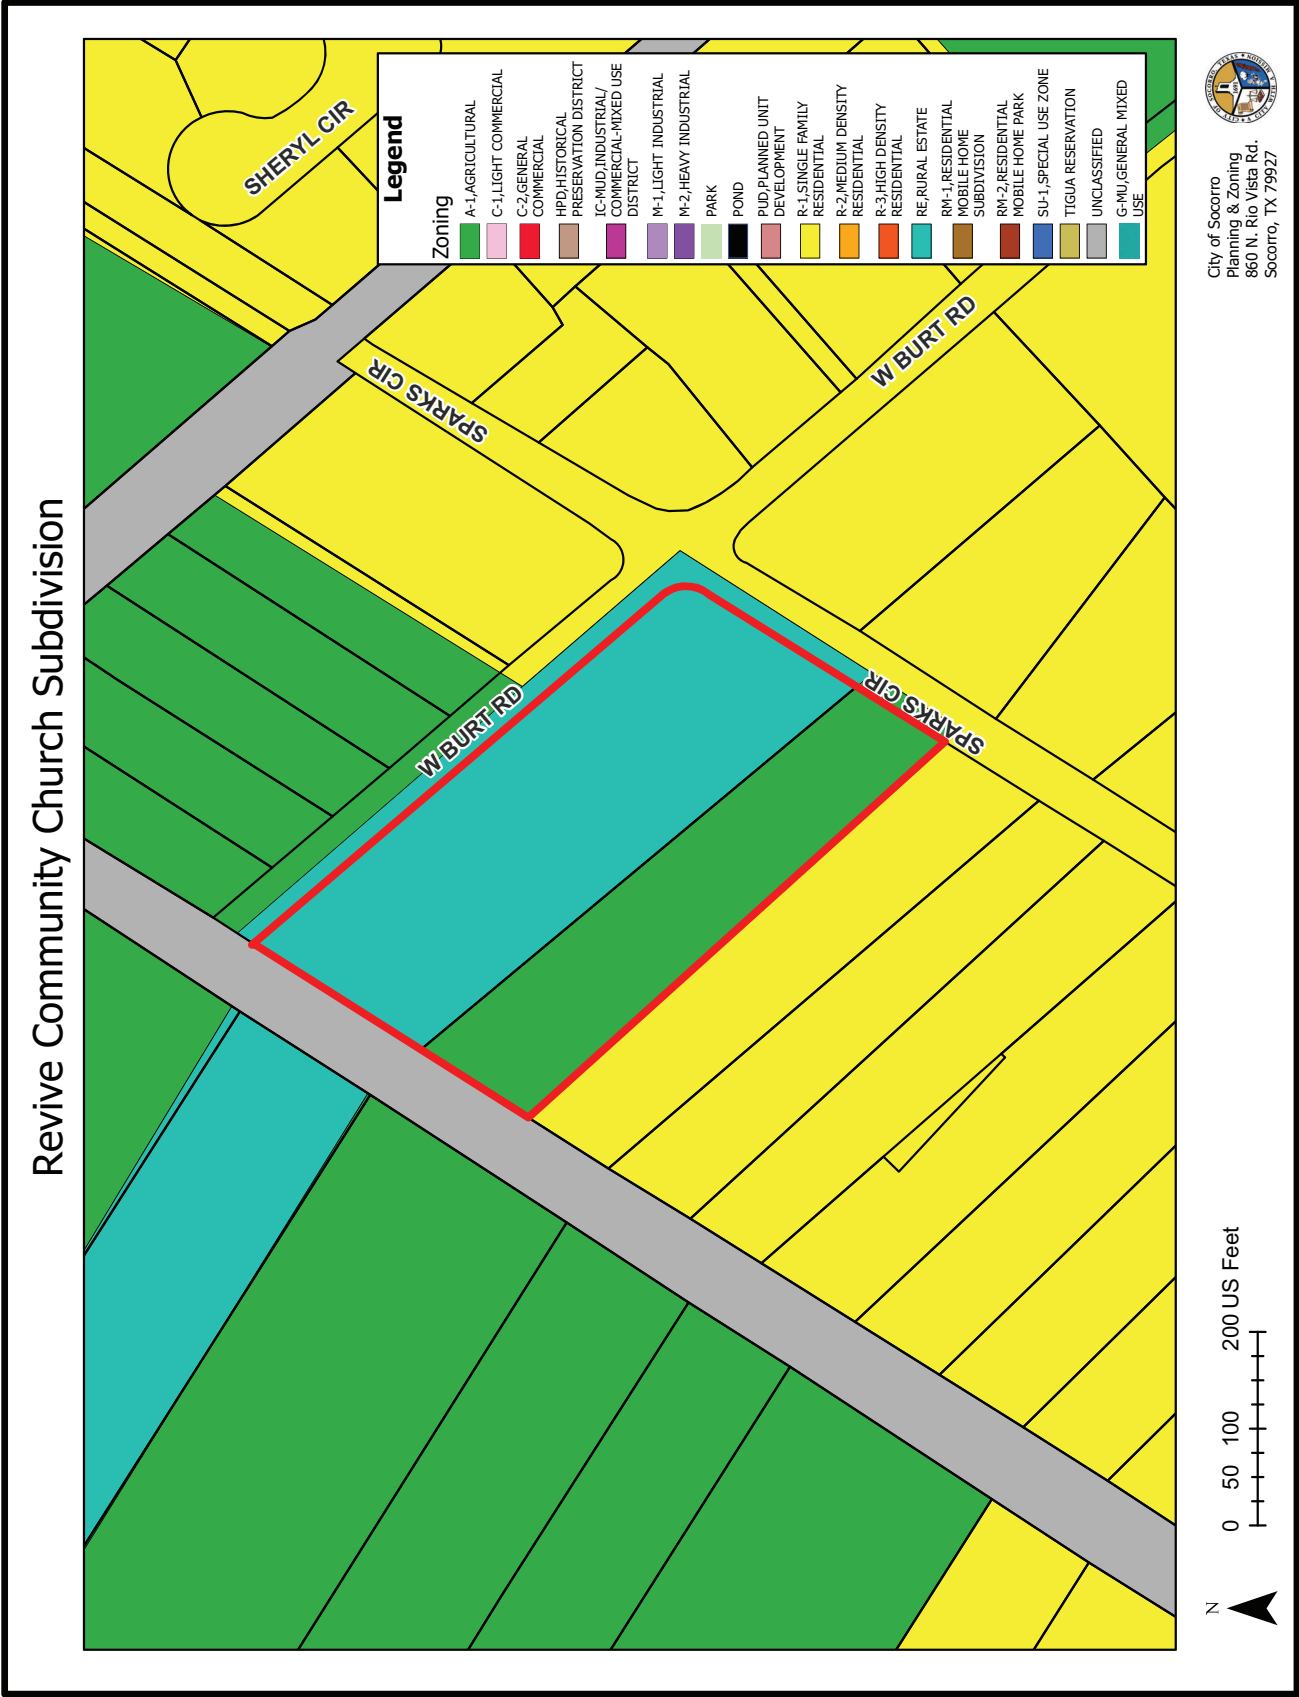 Revive Community Church Subdivision
SHERYL CIR
SPARKS CIR
W BURT RD
W BURT RD
SPARKS CIR
Legend
Zoning
A-1,AGRICULTURAL
C-1,LIGHT COMMERCIAL
C-2,GENERAL
COMMERCIAL
HPD,HISTORICAL
PRESERVATION DISTRICT
IC-MUD,INDUSTRIAL/
COMMERCIAL-MIXED USE
DISTRICT
M-1,LIGHT INDUSTRIAL
M-2,HEAVY INDUSTRIAL
PARK
POND
PUD,PLANNED UNIT
DEVELOPMENT
R-1,SINGLE FAMILY
RESIDENTIAL
R-2,MEDIUM DENSITY
RESIDENTIAL
R-3,HIGH DENSITY
RESIDENTIAL
RE,RURAL ESTATE
RM-1,RESIDENTIAL
MOBILE HOME
SUBDIVISION
RM-2,RESIDENTIAL
MOBILE HOME PARK
SU-1,SPECIAL USE ZONE
TIGUA RESERVATION
UNCLASSIFIED
G-MU,GENERAL MIXED
USE
N
0 50 100 200 US Feet
City of Socorro
Planning & Zoning
860 N. Rio Vista Rd.
Socorro, TX 79927